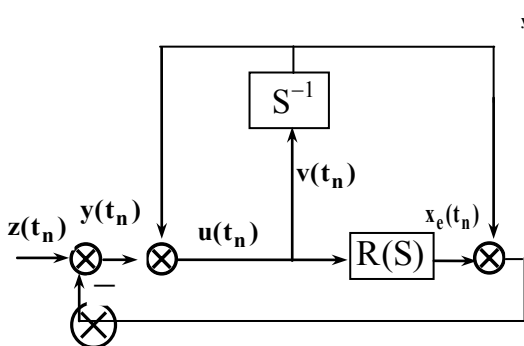 y
S⁻¹
v(tₙ)
y(tₙ)
z(tₙ)
u(tₙ)
xₑ(tₙ)
R(S)
−